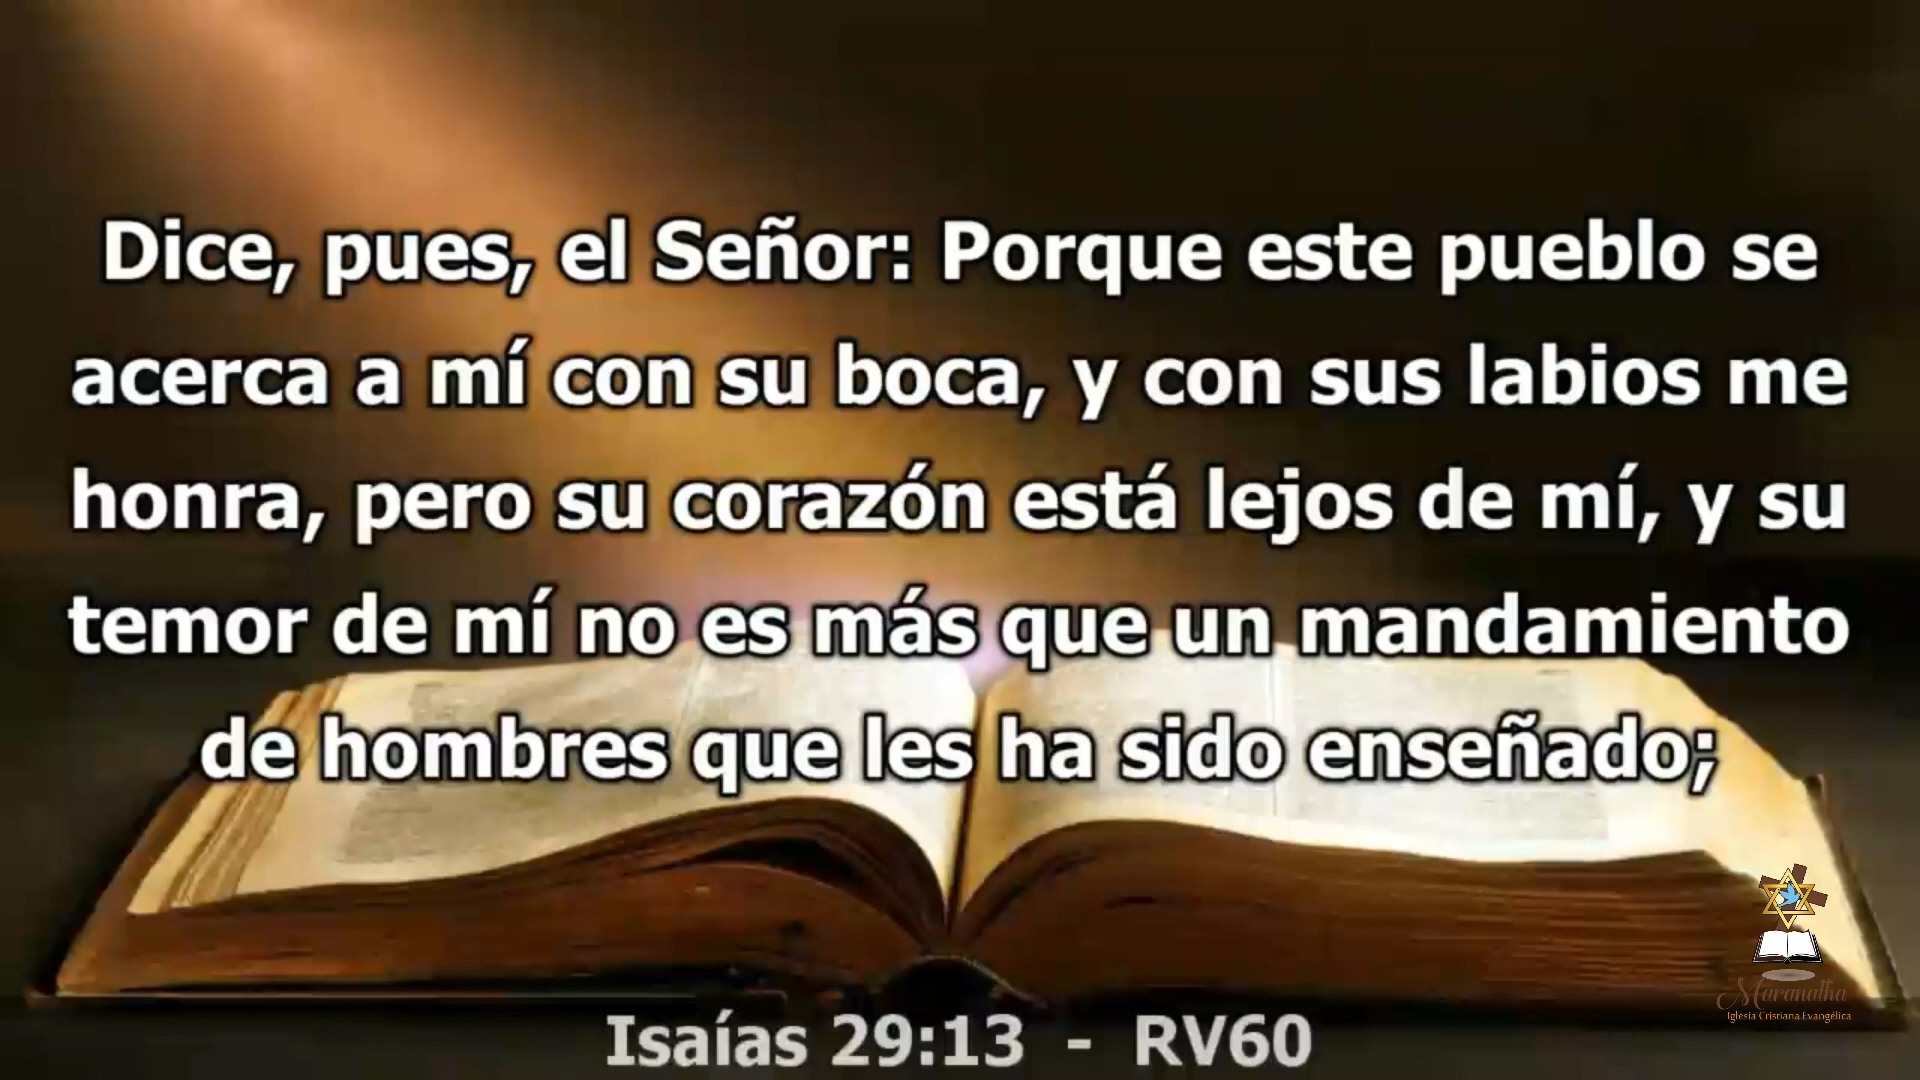 Dice, pues, el Señor: Porque este pueblo se
acerca a mí con su boca, y con sus labios me
honra, pero su corazón está lejos de mí, y su
temor de mí no es más que un mandamiento
de hombres que les ha sido enseñado;
Maranatha
Iglesia Cristiana Evangélica
Isaías 29:13 - RV60